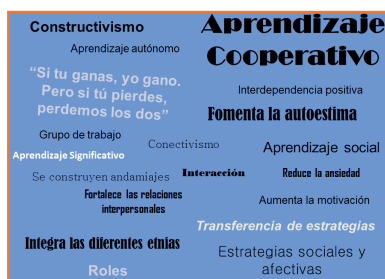 Constructivismo
Aprendizaje
Cooperativo
Aprendizaje autónomo
“Si tu ganas, yo gano.
Pero si tú pierdes,
perdemos los dos”
Interdependencia positiva
Fomenta la autoestima
Grupo de trabajo
Conectivismo
Aprendizaje social
Aprendizaje Significativo
Se construyen andamiajes
Interacción
Reduce la ansiedad
Fortalece las relaciones
interpersonales
Aumenta la motivación
Transferencia de estrategias
Integra las diferentes etnias
Estrategias sociales y
afectivas
Roles